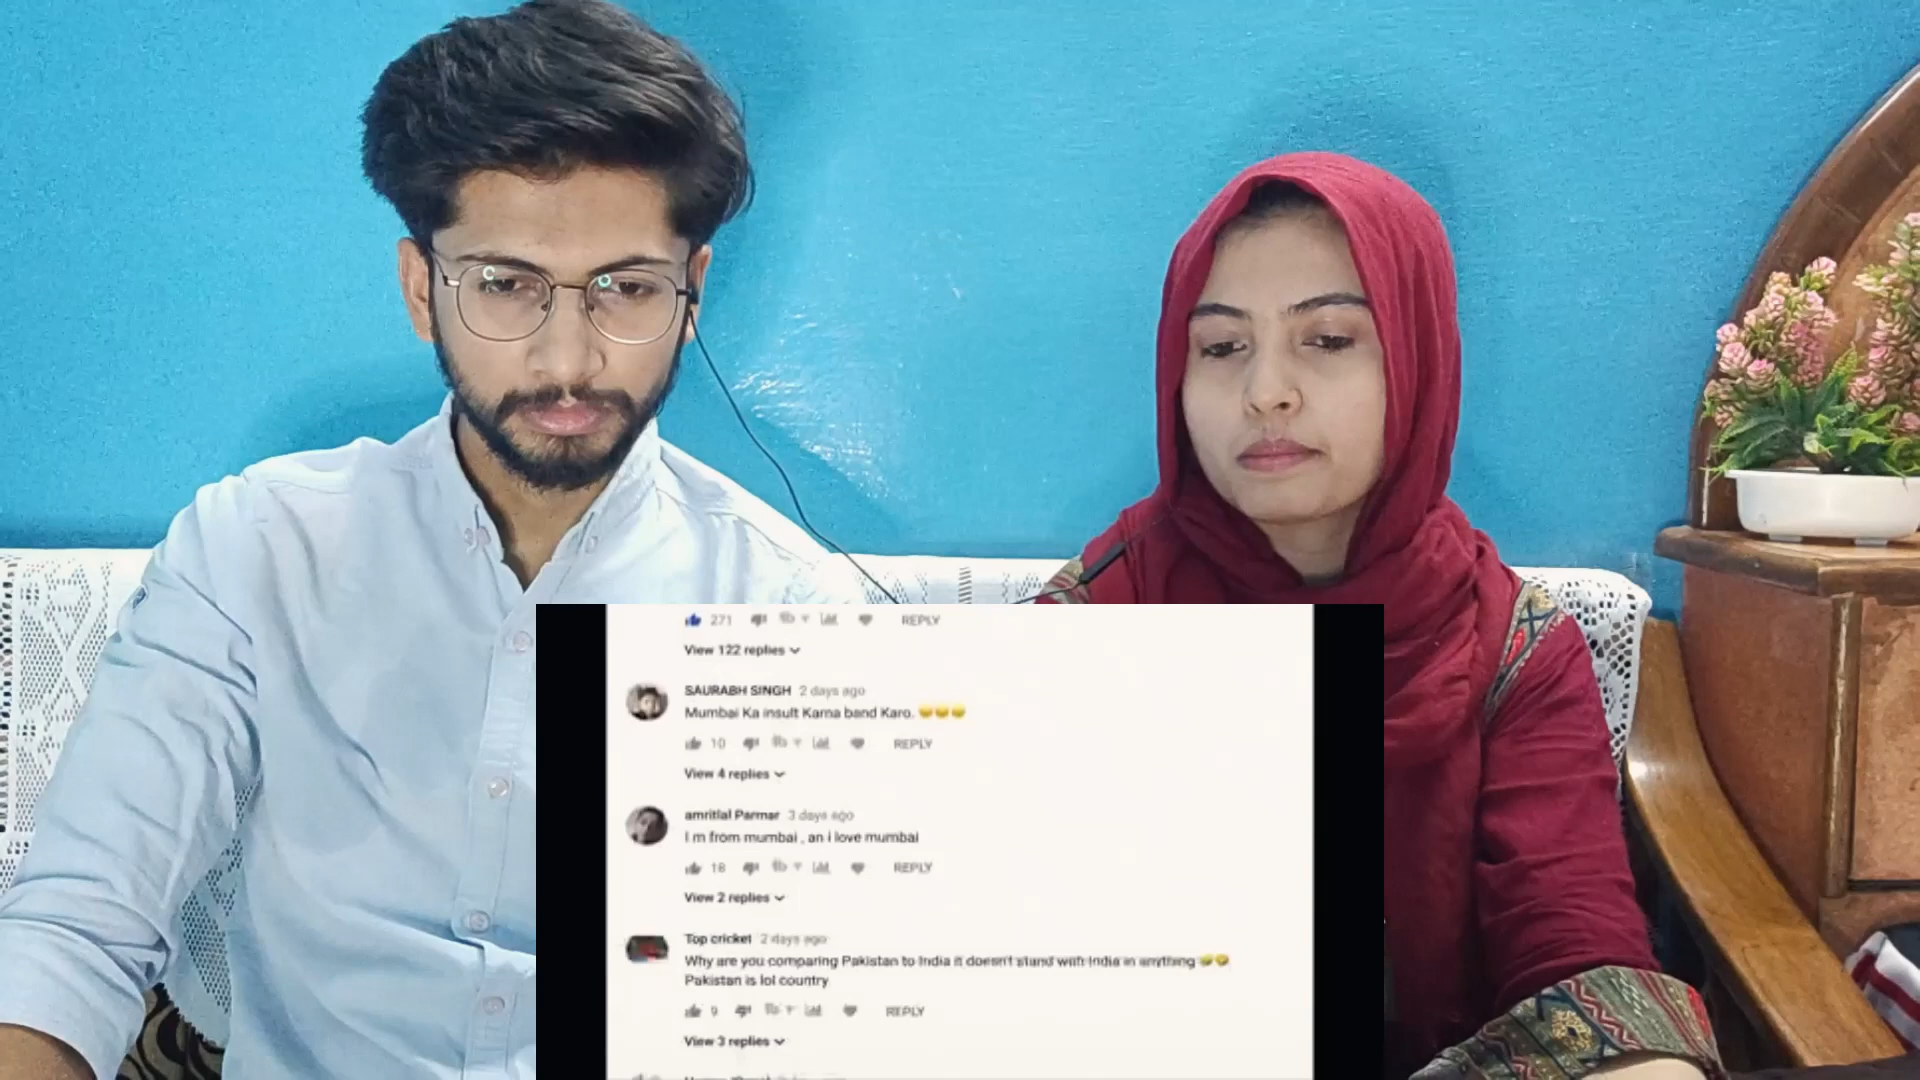 271 REPLY
View 122 replies
SAURABH SINGH 2 days ago
Mumbai Ka insult Karna band Karo.
10 REPLY
View 4 replies
amritlal Parmar 3 days ago
I m from mumbai , an i love mumbai
18 REPLY
View 2 replies
Top cricket 2 days ago
Why are you comparing Pakistan to India it doesn't stand with India in anything
Pakistan is lol country
9 REPLY
View 3 replies